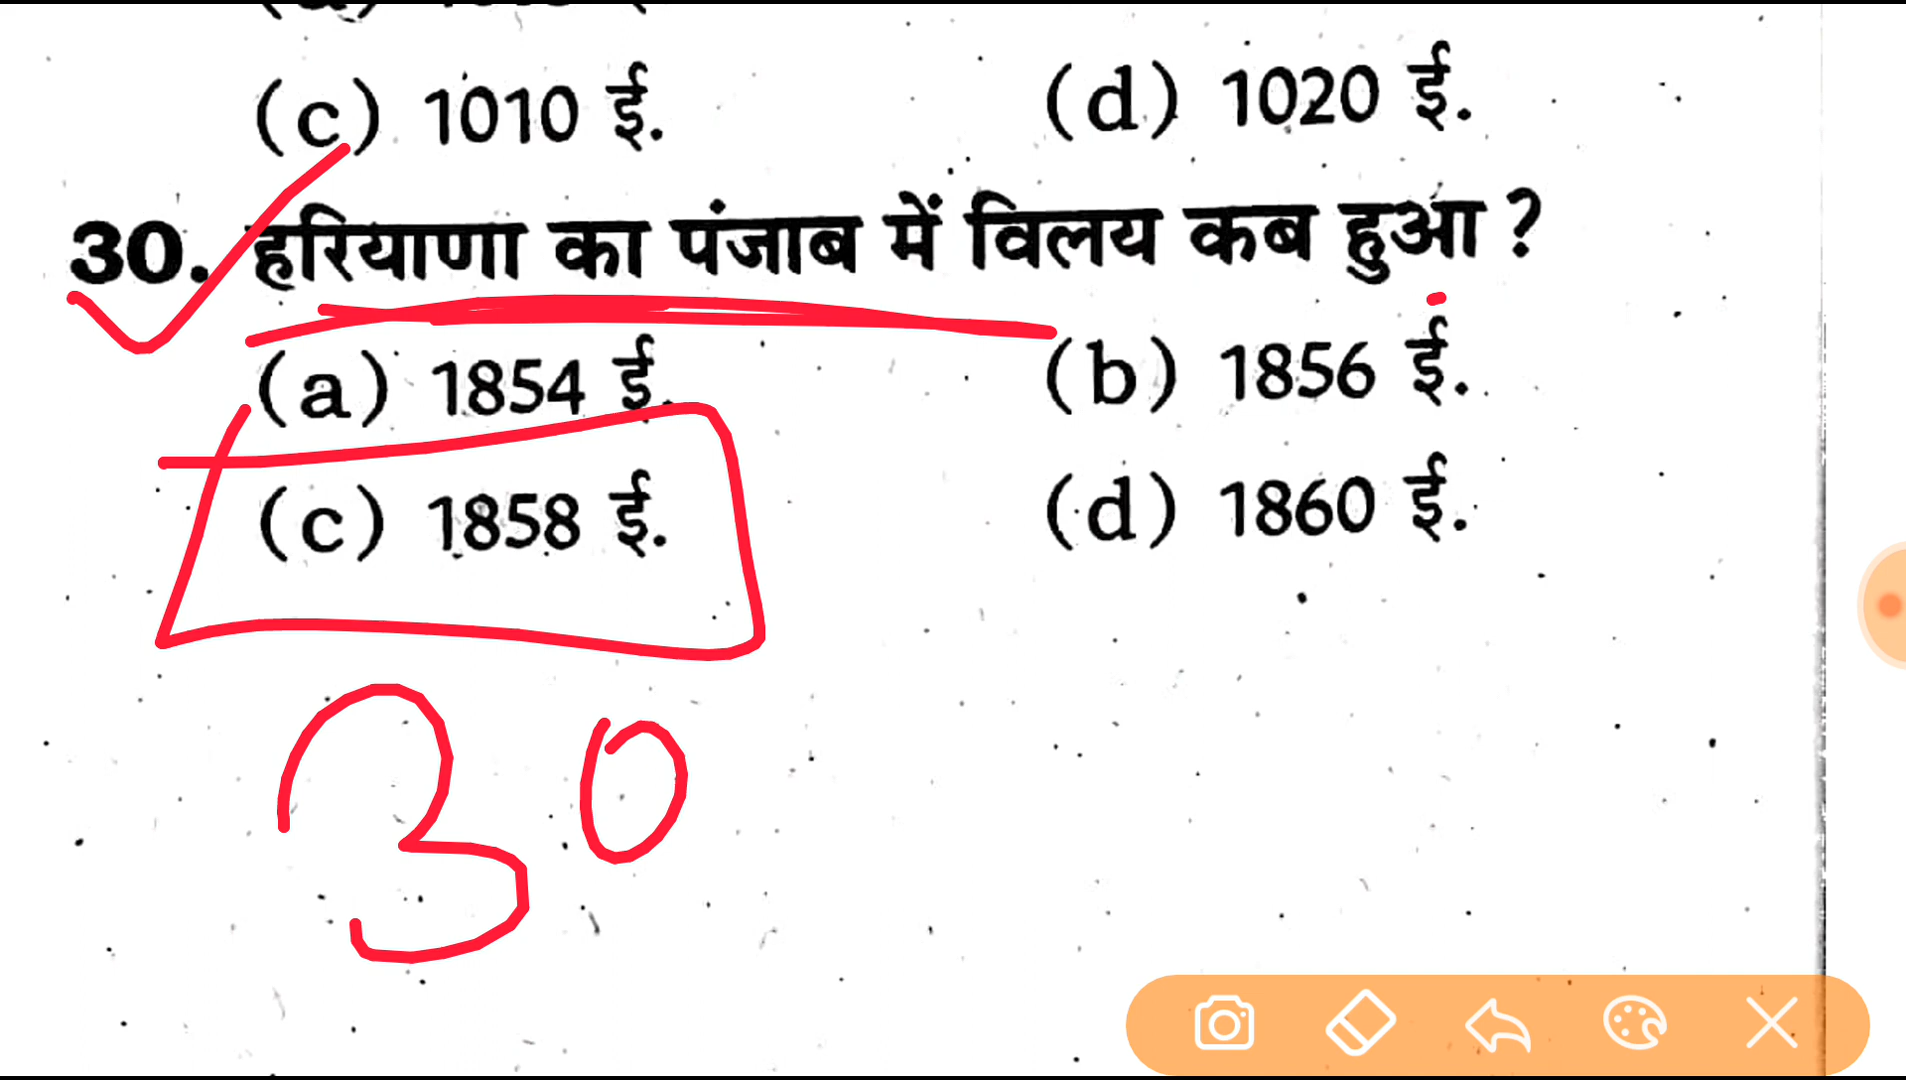 (c) 1010 ई. (d) 1020 ई.
30. हरियाणा का पंजाब में विलय कब हुआ ?
(a) 1854 ई. (b) 1856 ई.
(c) 1858 ई. (d) 1860 ई.
30